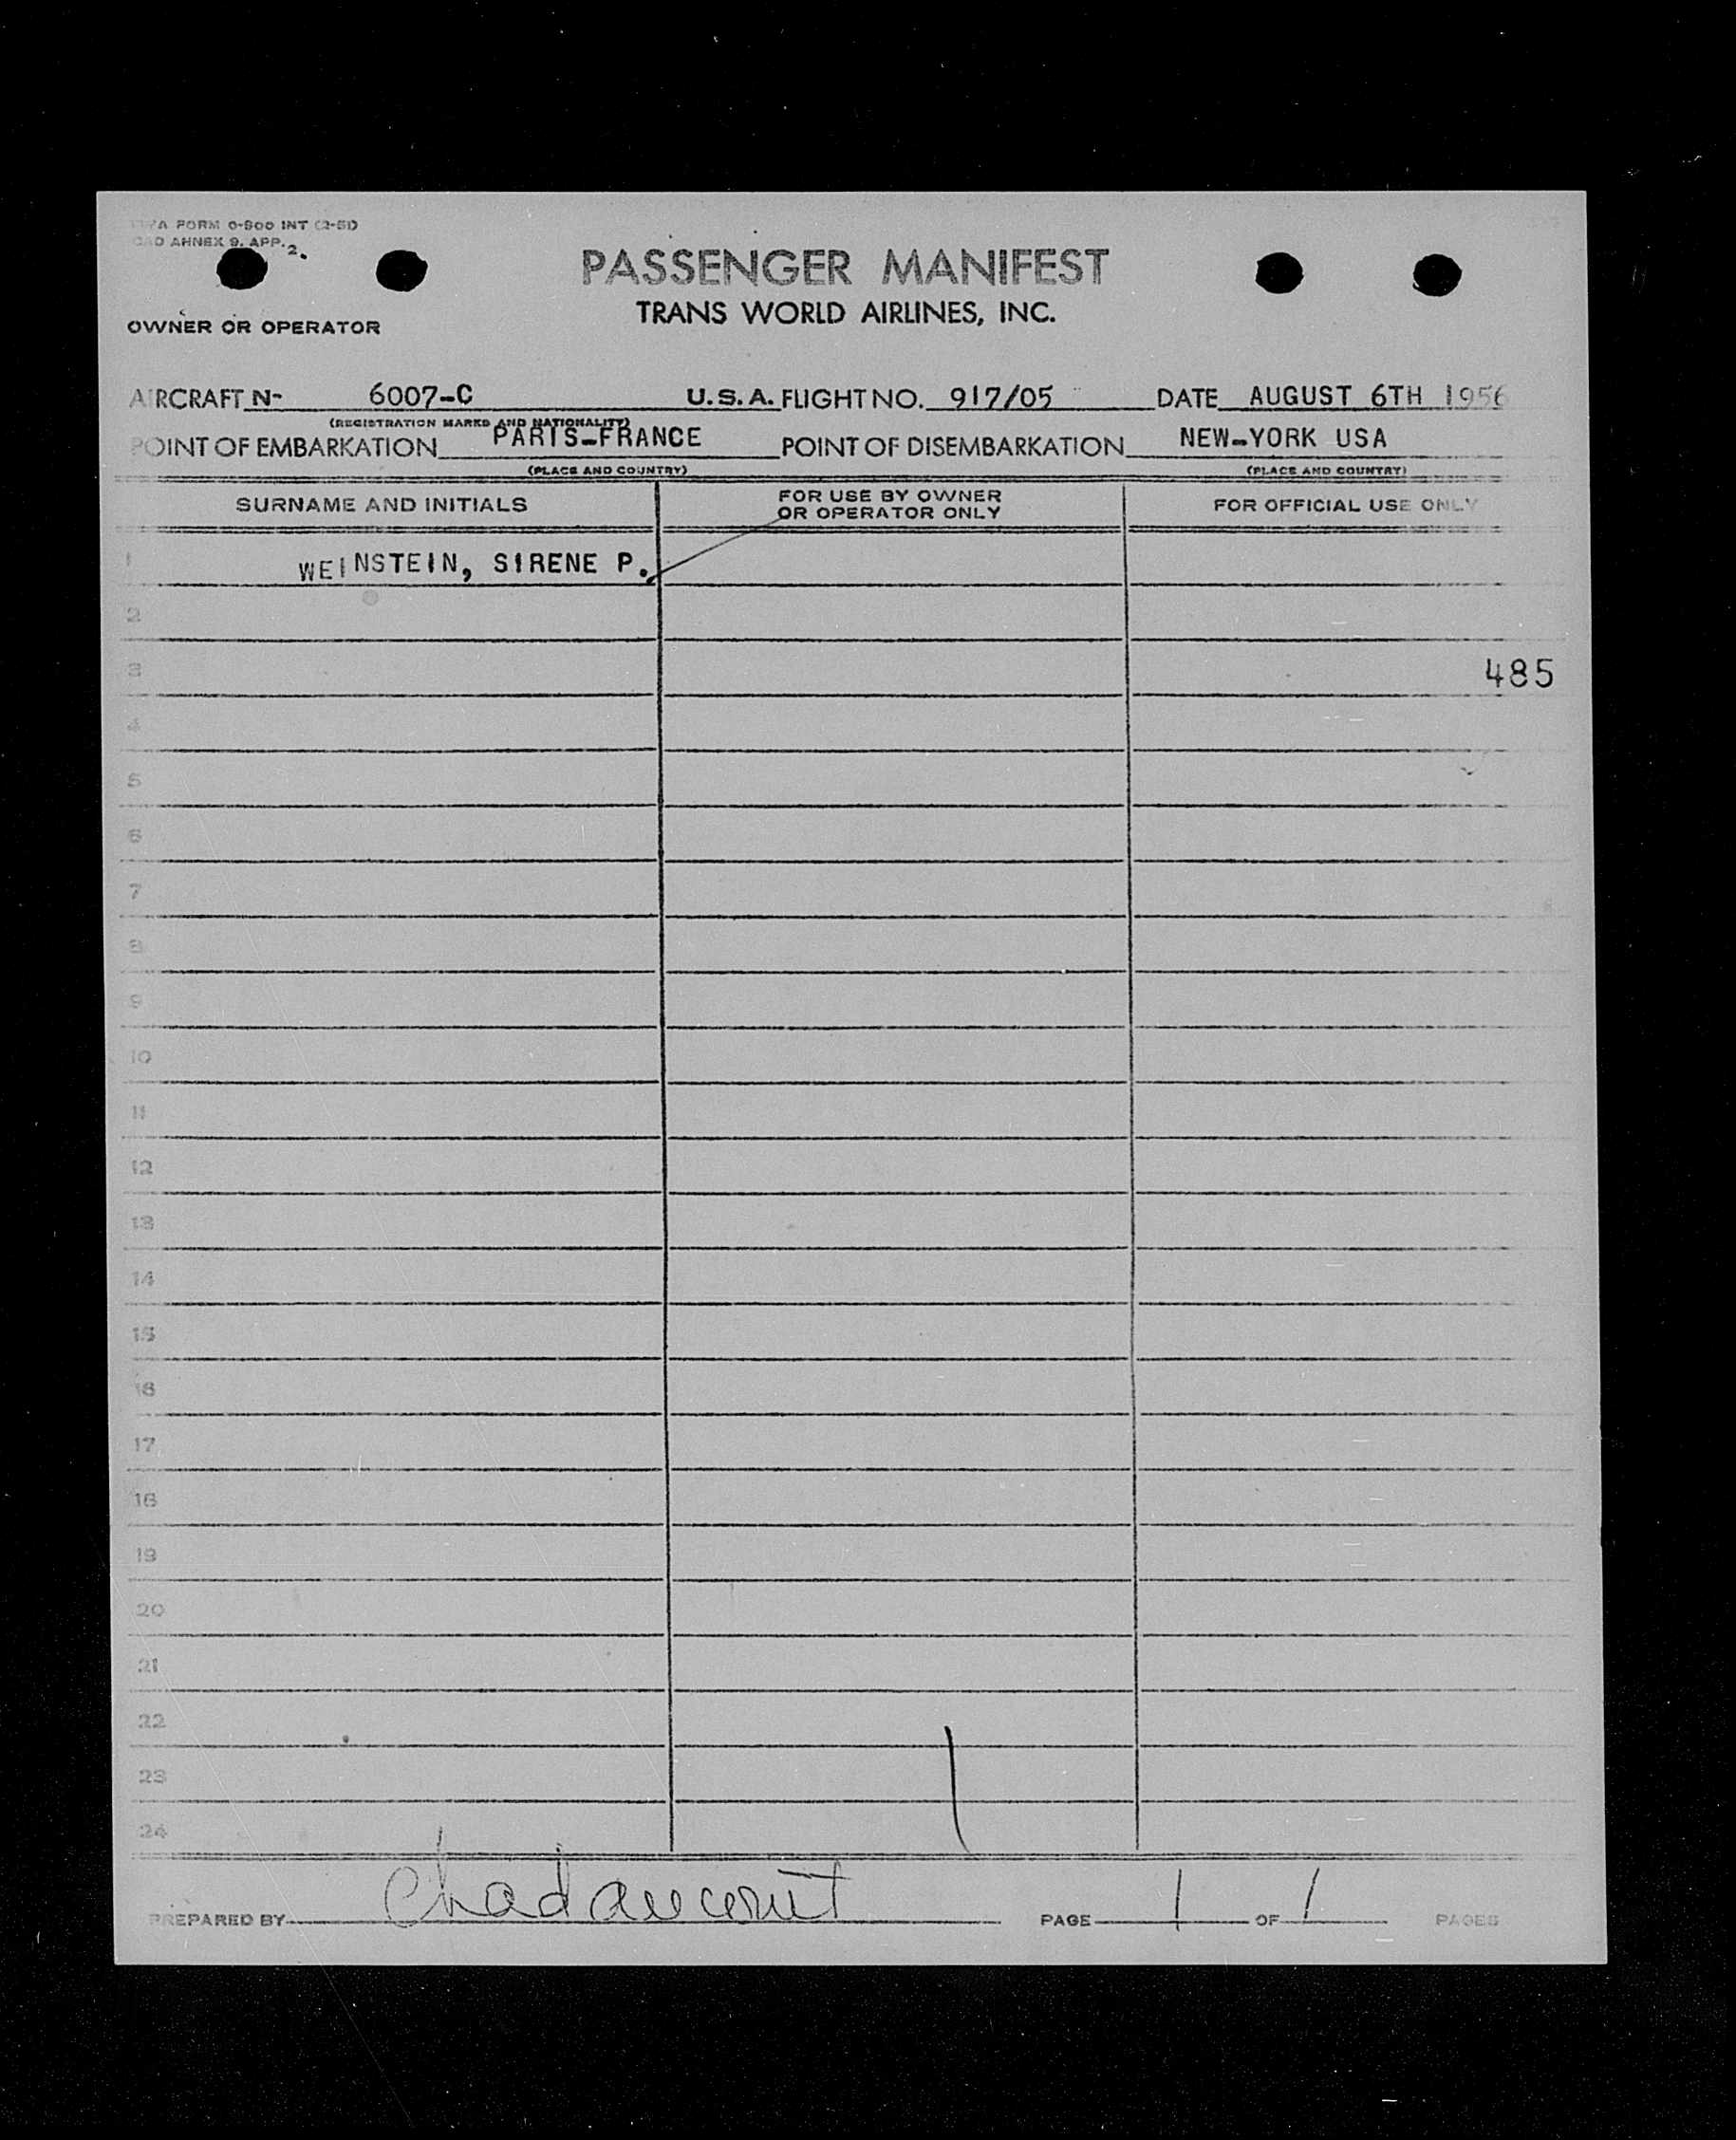 TWA FORM 0-800 INT (2-51)
ICAO ANNEX 9. APP. 2.
PASSENGER MANIFEST
TRANS WORLD AIRLINES, INC.
OWNER OR OPERATOR
AIRCRAFT N- 6007-C U.S.A. FLIGHT NO. 917/05 DATE AUGUST 6TH 1956
(REGISTRATION MARKS AND NATIONALITY)
POINT OF EMBARKATION PARIS-FRANCE POINT OF DISEMBARKATION NEW-YORK USA
(PLACE AND COUNTRY) (PLACE AND COUNTRY)
SURNAME AND INITIALS FOR USE BY OWNER OR OPERATOR ONLY FOR OFFICIAL USE ONLY
1 WEINSTEIN, SIRENE P.
2
3 485
4
5
6
7
8
9
10
11
12
13
14
15
16
17
18
19
20
21
22
23
24
PREPARED BY PAGE 1 OF 1 PAGES